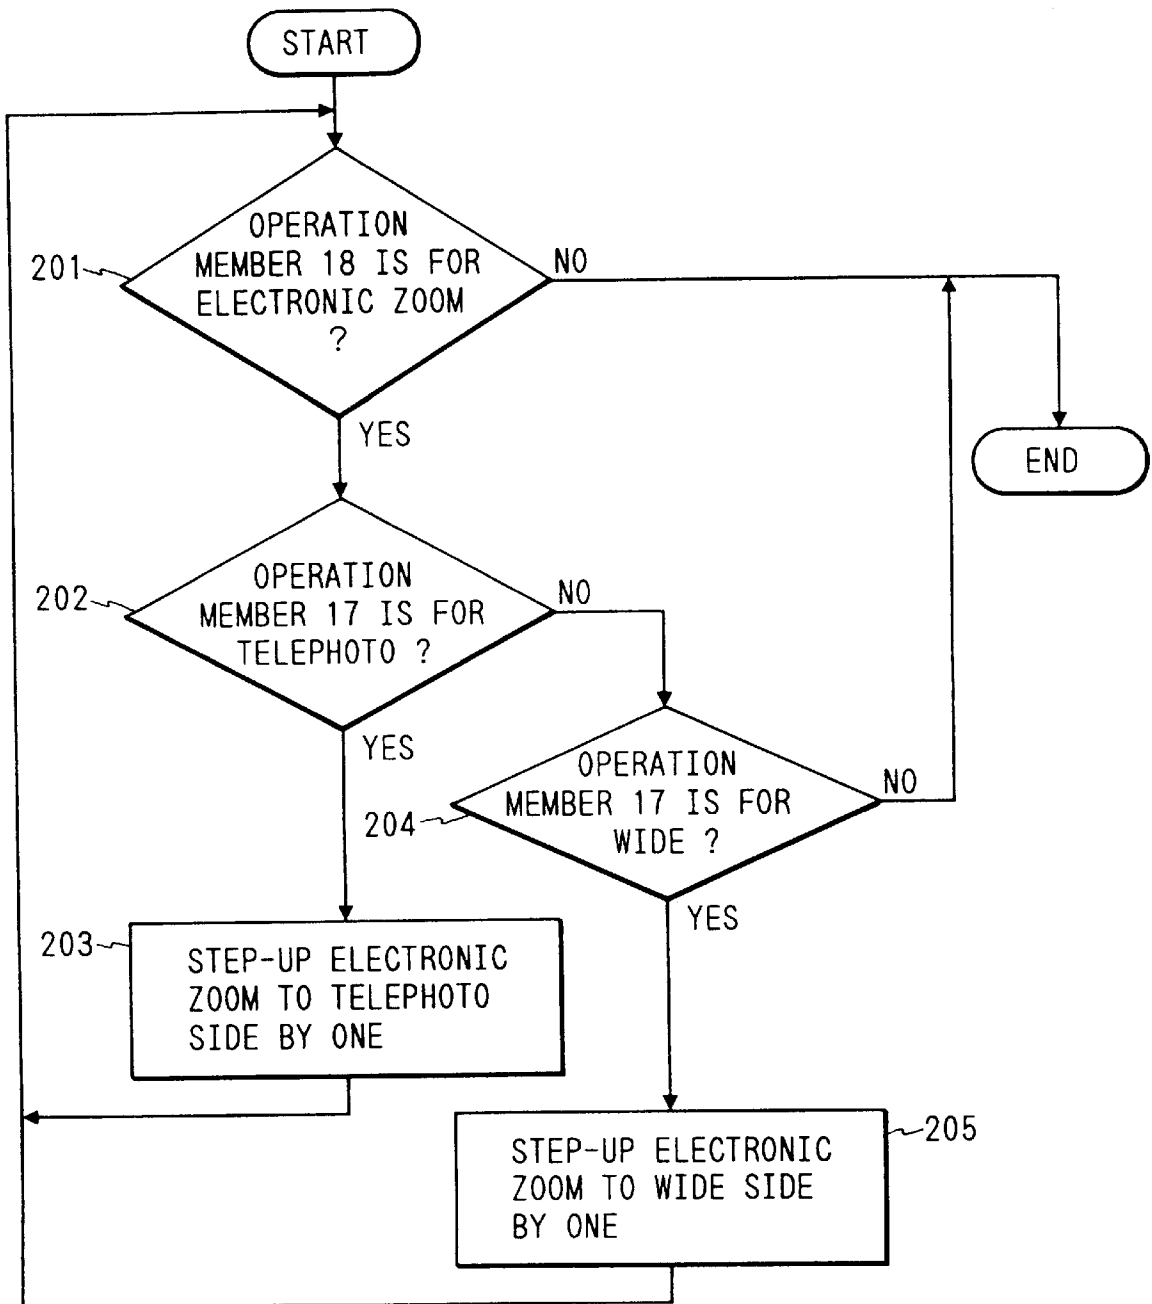 START
OPERATION
MEMBER 18 IS FOR
ELECTRONIC ZOOM
?
201
NO
YES
END
OPERATION
MEMBER 17 IS FOR
TELEPHOTO ?
202
NO
YES
OPERATION
MEMBER 17 IS FOR
WIDE ?
204
NO
YES
203
STEP-UP ELECTRONIC
ZOOM TO TELEPHOTO
SIDE BY ONE
205
STEP-UP ELECTRONIC
ZOOM TO WIDE SIDE
BY ONE